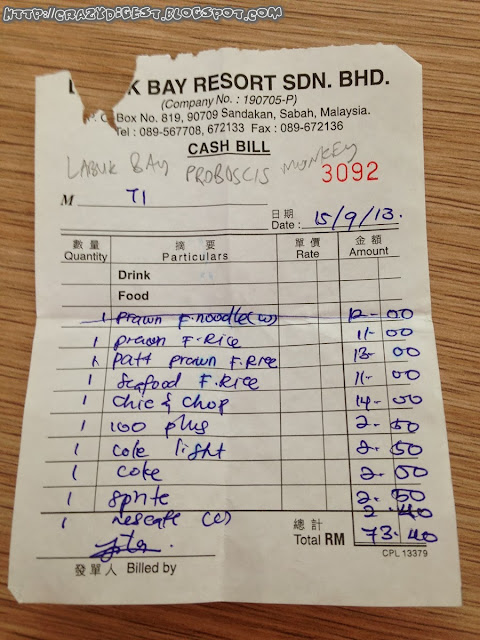 HTTP://CRAZYDIGEST.BLOGSPOT.COM/
BAY RESORT SDN. BHD.
(Company No. : 190705-P)
Box No. 819, 90709 Sandakan, Sabah, Malaysia.
Tel : 089-567708, 672133 Fax : 089-672136
CASH BILL
LABUK BAY PROBOSCIS MONKEY
3092
M T1
日期
Date : 15/9/13.
數量 摘要 單價 金額
Quantity Particulars Rate Amount
Drink
Food
1 prawn F.noodle(w) 12-00
1 prawn F.Rice 11-00
1 Patt prawn F.Rice 13-00
1 Seafood F.Rice 11-00
1 chic & chop 14-00
1 100 plus 2-50
1 coke light 2-50
1 coke 2-50
1 sprite 2-50
1 nescafe (c) 2-40
總計
Total RM 73-40
CPL 13379
發單人 Billed by